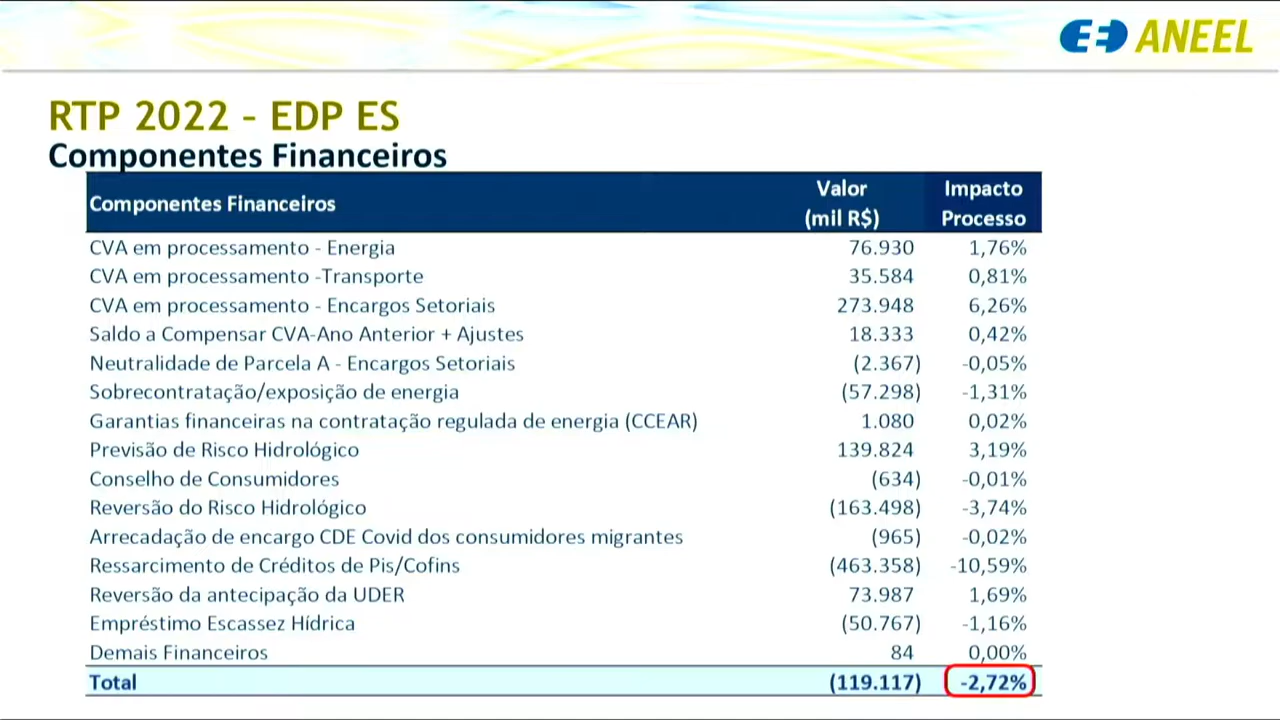 ANEEL
RTP 2022 - EDP ES
Componentes Financeiros
Componentes Financeiros Valor (mil R$) Impacto Processo
CVA em processamento - Energia 76.930 1,76%
CVA em processamento -Transporte 35.584 0,81%
CVA em processamento - Encargos Setoriais 273.948 6,26%
Saldo a Compensar CVA-Ano Anterior + Ajustes 18.333 0,42%
Neutralidade de Parcela A - Encargos Setoriais (2.367) -0,05%
Sobrecontratação/exposição de energia (57.298) -1,31%
Garantias financeiras na contratação regulada de energia (CCEAR) 1.080 0,02%
Previsão de Risco Hidrológico 139.824 3,19%
Conselho de Consumidores (634) -0,01%
Reversão do Risco Hidrológico (163.498) -3,74%
Arrecadação de encargo CDE Covid dos consumidores migrantes (965) -0,02%
Ressarcimento de Créditos de Pis/Cofins (463.358) -10,59%
Reversão da antecipação da UDER 73.987 1,69%
Empréstimo Escassez Hídrica (50.767) -1,16%
Demais Financeiros 84 0,00%
Total (119.117) -2,72%